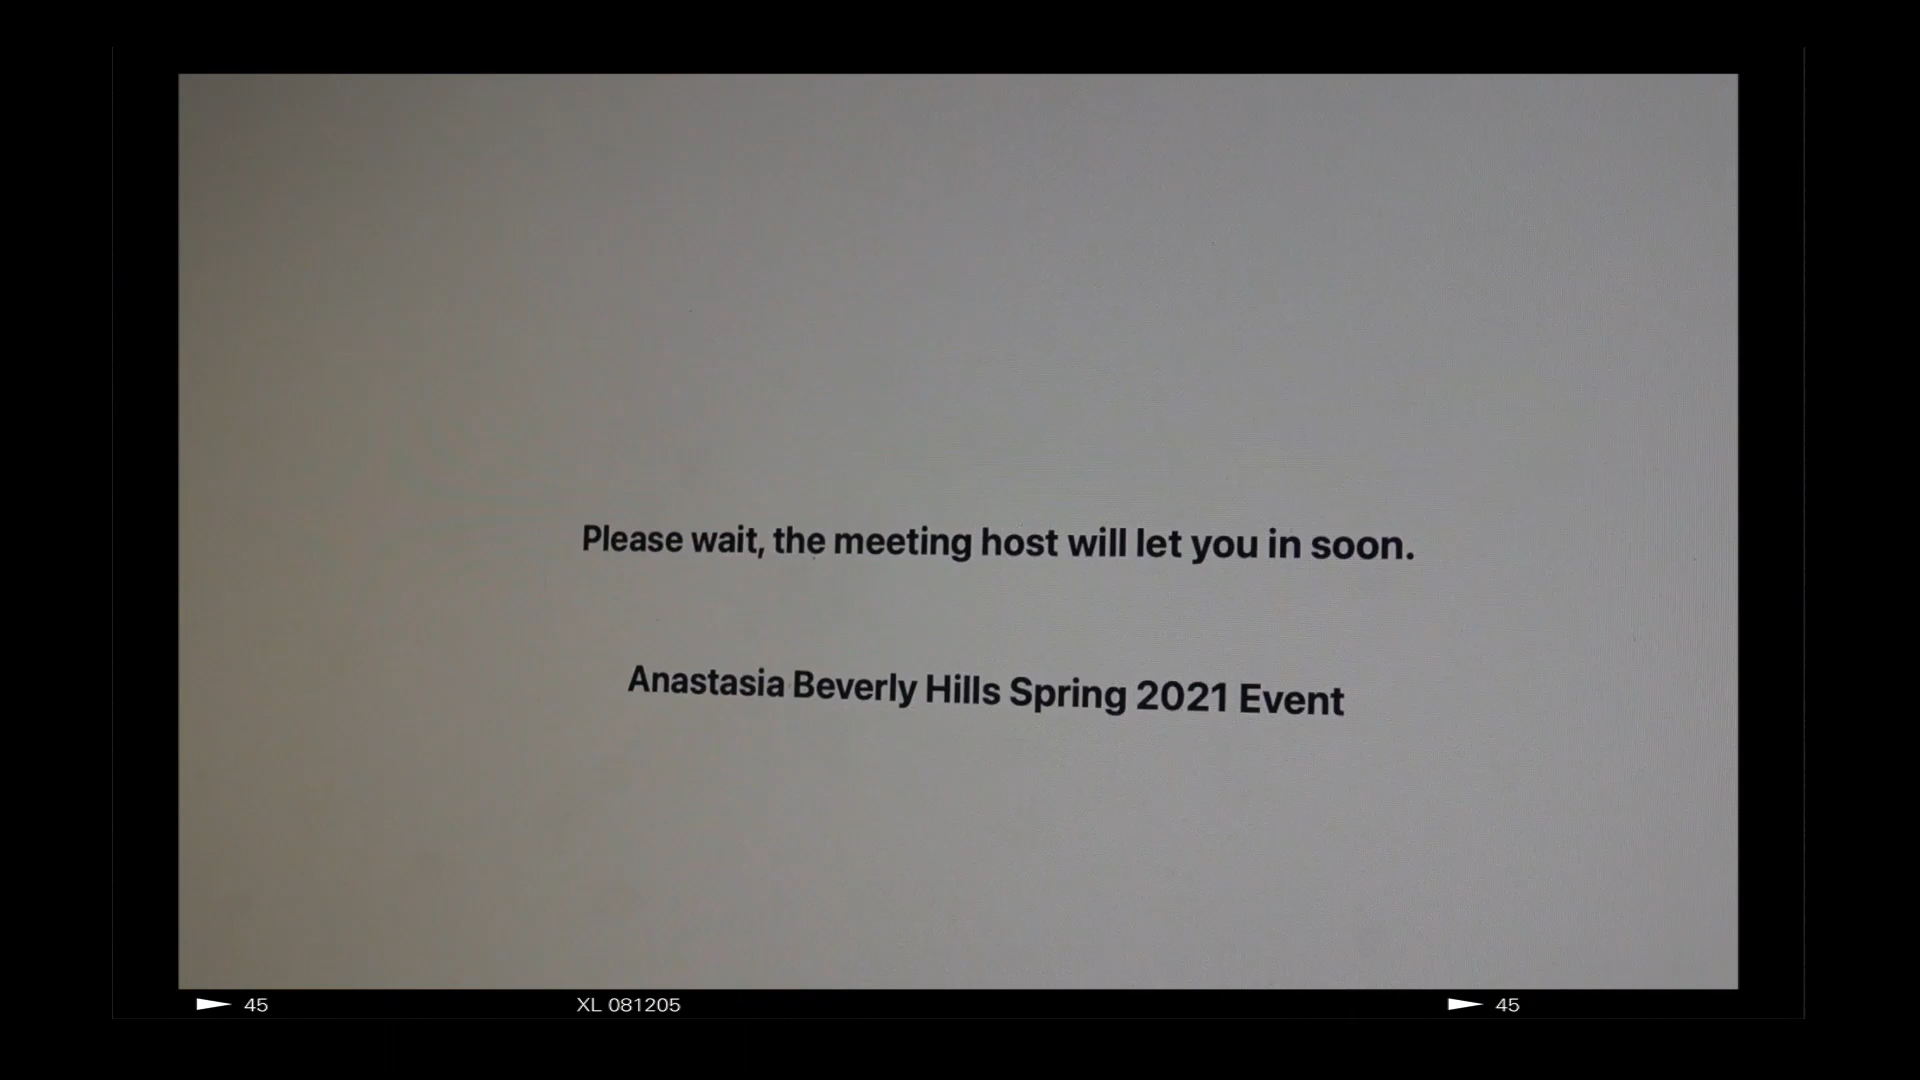 Please wait, the meeting host will let you in soon.
Anastasia Beverly Hills Spring 2021 Event
45 XL 081205 45